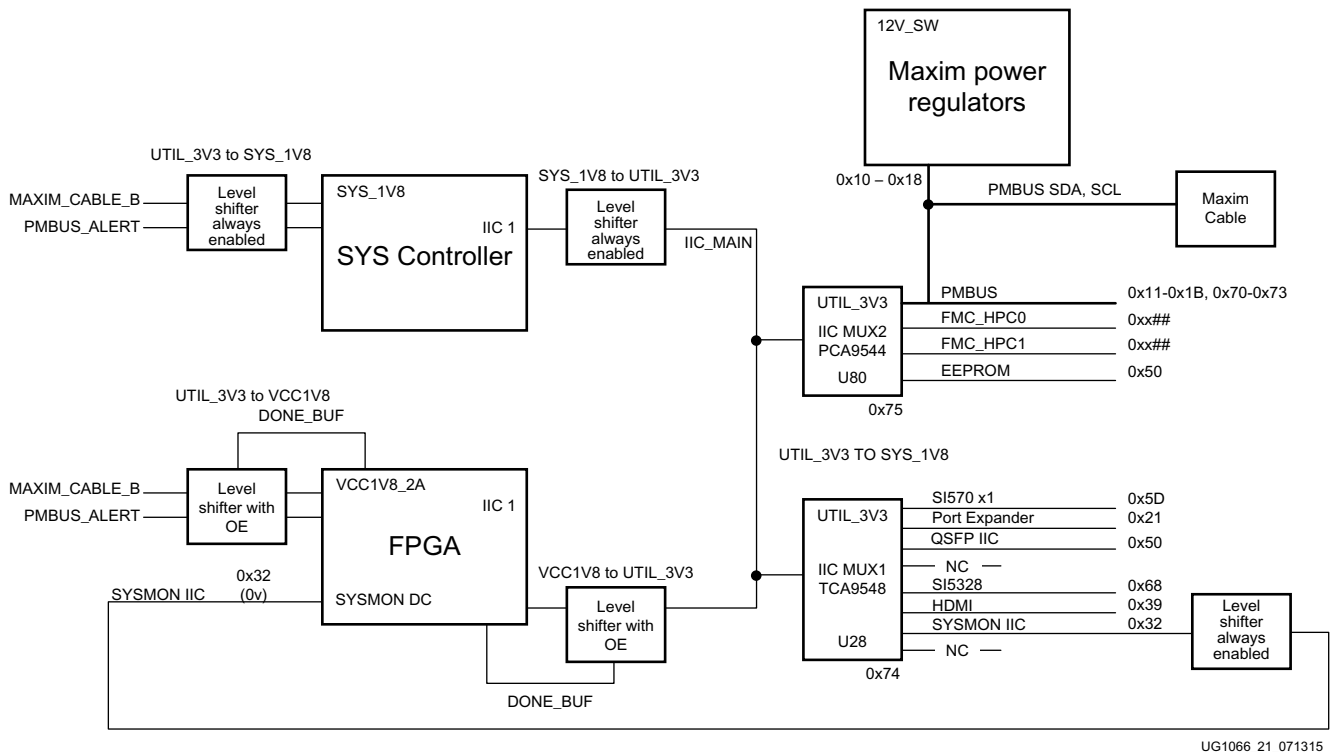 12V_SW
Maxim power
regulators
UTIL_3V3 to SYS_1V8
MAXIM_CABLE_B
PMBUS_ALERT
Level
shifter
always
enabled
SYS_1V8
IIC 1
SYS Controller
SYS_1V8 to UTIL_3V3
Level
shifter
always
enabled
IIC_MAIN
0x10 – 0x18
PMBUS SDA, SCL
Maxim
Cable
UTIL_3V3
IIC MUX2
PCA9544
U80
0x75
PMBUS
0x11-0x1B, 0x70-0x73
FMC_HPC0
0xx##
FMC_HPC1
0xx##
EEPROM
0x50
UTIL_3V3 to VCC1V8
DONE_BUF
MAXIM_CABLE_B
PMBUS_ALERT
Level
shifter with
OE
VCC1V8_2A
IIC 1
FPGA
SYSMON DC
SYSMON IIC
0x32
(0v)
VCC1V8 to UTIL_3V3
Level
shifter with
OE
DONE_BUF
UTIL_3V3 TO SYS_1V8
UTIL_3V3
IIC MUX1
TCA9548
U28
0x74
SI570 x1
0x5D
Port Expander
0x21
QSFP IIC
0x50
NC
SI5328
0x68
HDMI
0x39
SYSMON IIC
0x32
NC
Level
shifter
always
enabled
UG1066_21_071315